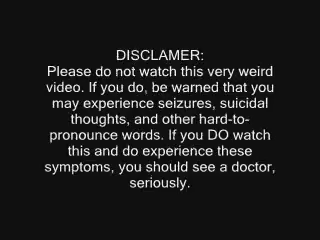 DISCLAMER:
Please do not watch this very weird
video. If you do, be warned that you
may experience seizures, suicidal
thoughts, and other hard-to-
pronounce words. If you DO watch
this and do experience these
symptoms, you should see a doctor,
seriously.